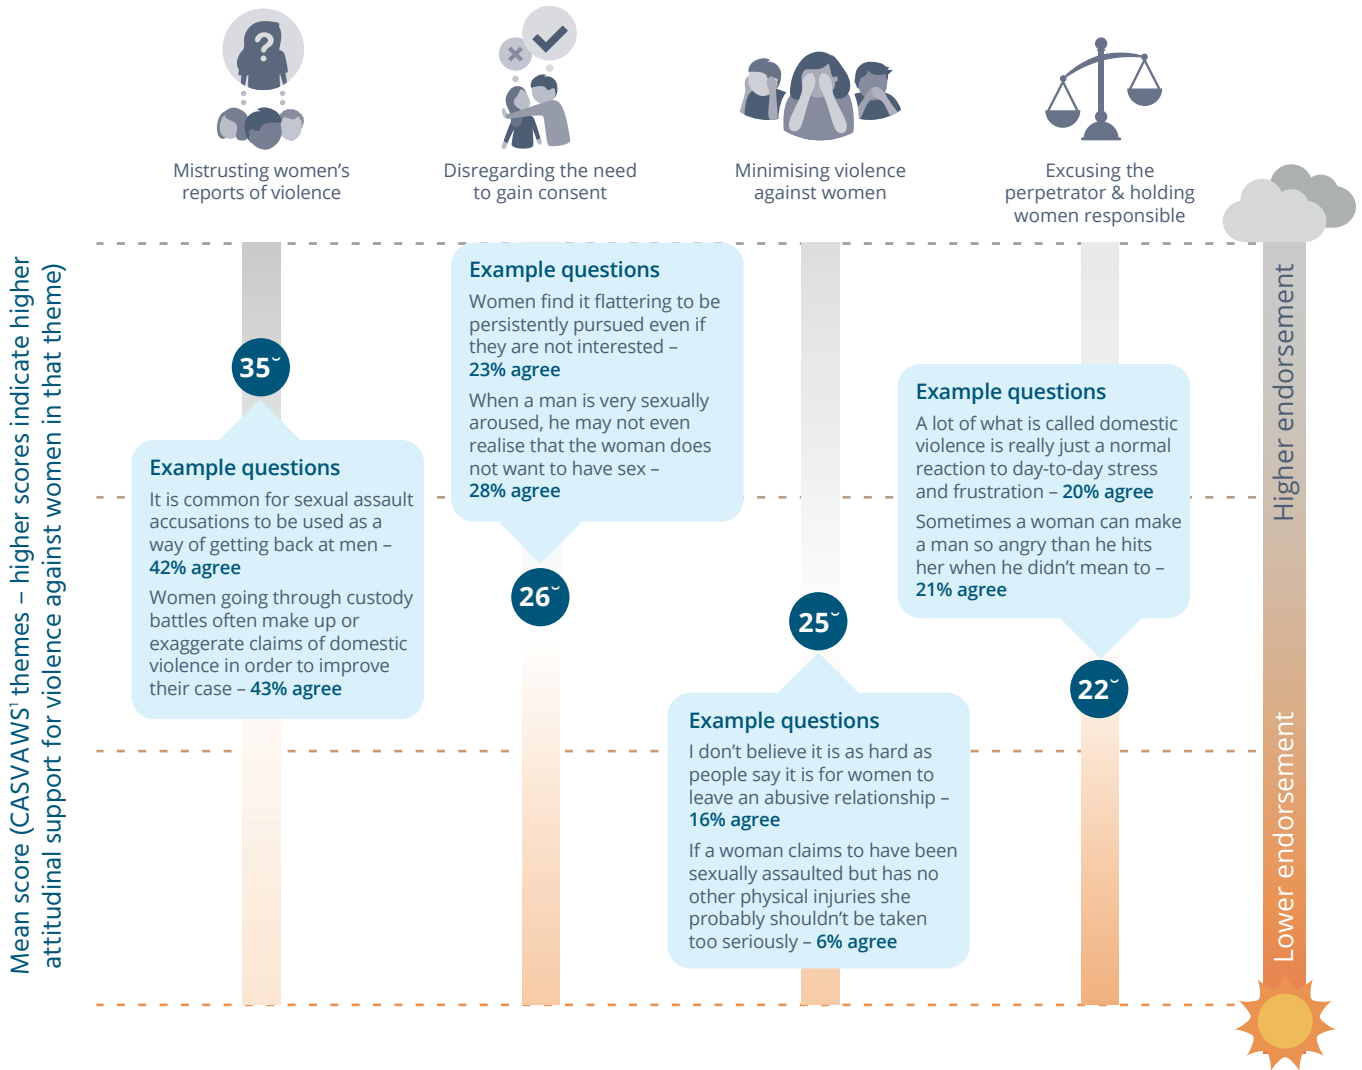 ?
Mistrusting women’s
reports of violence
Disregarding the need
to gain consent
Minimising violence
against women
Excusing the
perpetrator & holding
women responsible
Mean score (CASVAWS¹ themes – higher scores indicate higher
attitudinal support for violence against women in that theme)
35˘
Example questions
It is common for sexual assault
accusations to be used as a
way of getting back at men –
42% agree
Women going through custody
battles often make up or
exaggerate claims of domestic
violence in order to improve
their case – 43% agree
Example questions
Women find it flattering to be
persistently pursued even if
they are not interested –
23% agree
When a man is very sexually
aroused, he may not even
realise that the woman does
not want to have sex –
28% agree
26˘
25˘
Example questions
I don’t believe it is as hard as
people say it is for women to
leave an abusive relationship –
16% agree
If a woman claims to have been
sexually assaulted but has no
other physical injuries she
probably shouldn’t be taken
too seriously – 6% agree
Example questions
A lot of what is called domestic
violence is really just a normal
reaction to day-to-day stress
and frustration – 20% agree
Sometimes a woman can make
a man so angry than he hits
her when he didn’t mean to –
21% agree
22˘
Higher endorsement
Lower endorsement